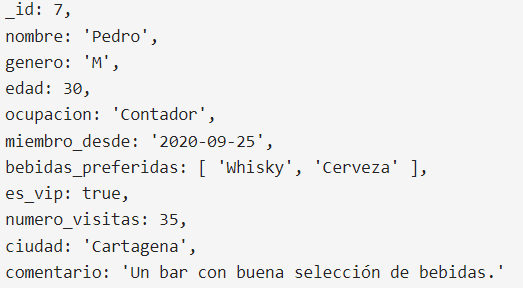 _id: 7,
nombre: 'Pedro',
genero: 'M',
edad: 30,
ocupacion: 'Contador',
miembro_desde: '2020-09-25',
bebidas_preferidas: [ 'Whisky', 'Cerveza' ],
es_vip: true,
numero_visitas: 35,
ciudad: 'Cartagena',
comentario: 'Un bar con buena selección de bebidas.'